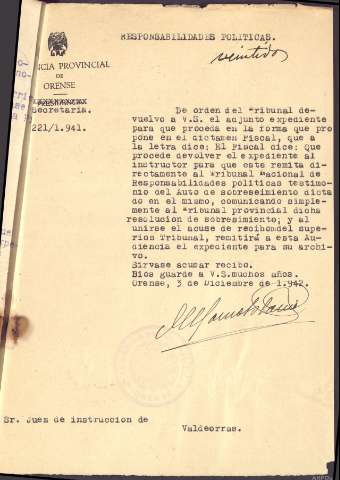 RESPONSABILIDADES POLITICAS.
veintidos
NCIA PROVINCIAL
DE
ORENSE
Secretaria.
221/1.941.
De orden del Tribunal de-
vuelvo a V.S. el adjunto expediente
para que proceda en la forma que pro
pone en el dictamen Fiscal, que a
la letra dice: El Fiscal dice: Que
procede devolver el expediente al
instructor para que este remita di-
rectamente al Tribunal Nacional de
Responsabilidades politicas testimo
nio del Auto de sobreseimiento dicta
do en el mismo, comunicando simple-
mente al Tribunal provincial dicha
resolucion de sobresimiento; y al
unirse el acuse de recibo del supe-
rios Tribunal, remitirá a esta Au-
diencia el expediente para su archi-
vo.
Sirvase acusar recibo.
Dios guarde a V.S. muchos años.
Orense, 3 de Diciembre de 1.942.
Sr. Juez de instruccion de
Valdeorras.